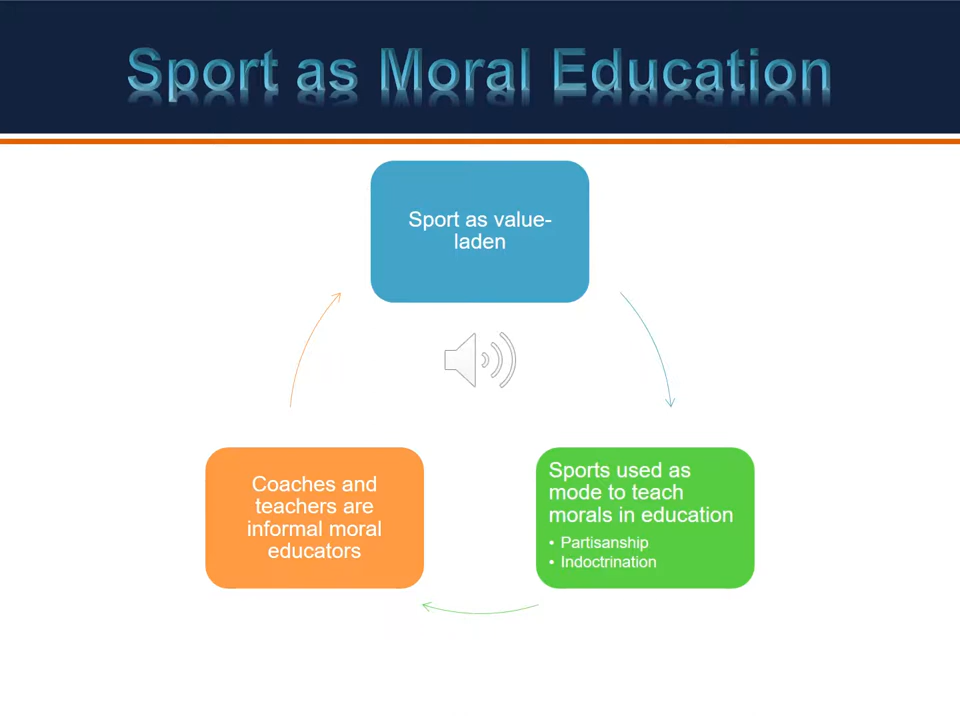 Sport as Moral Education
Sport as value-
laden
Sports used as
mode to teach
morals in education
• Partisanship
• Indoctrination
Coaches and
teachers are
informal moral
educators